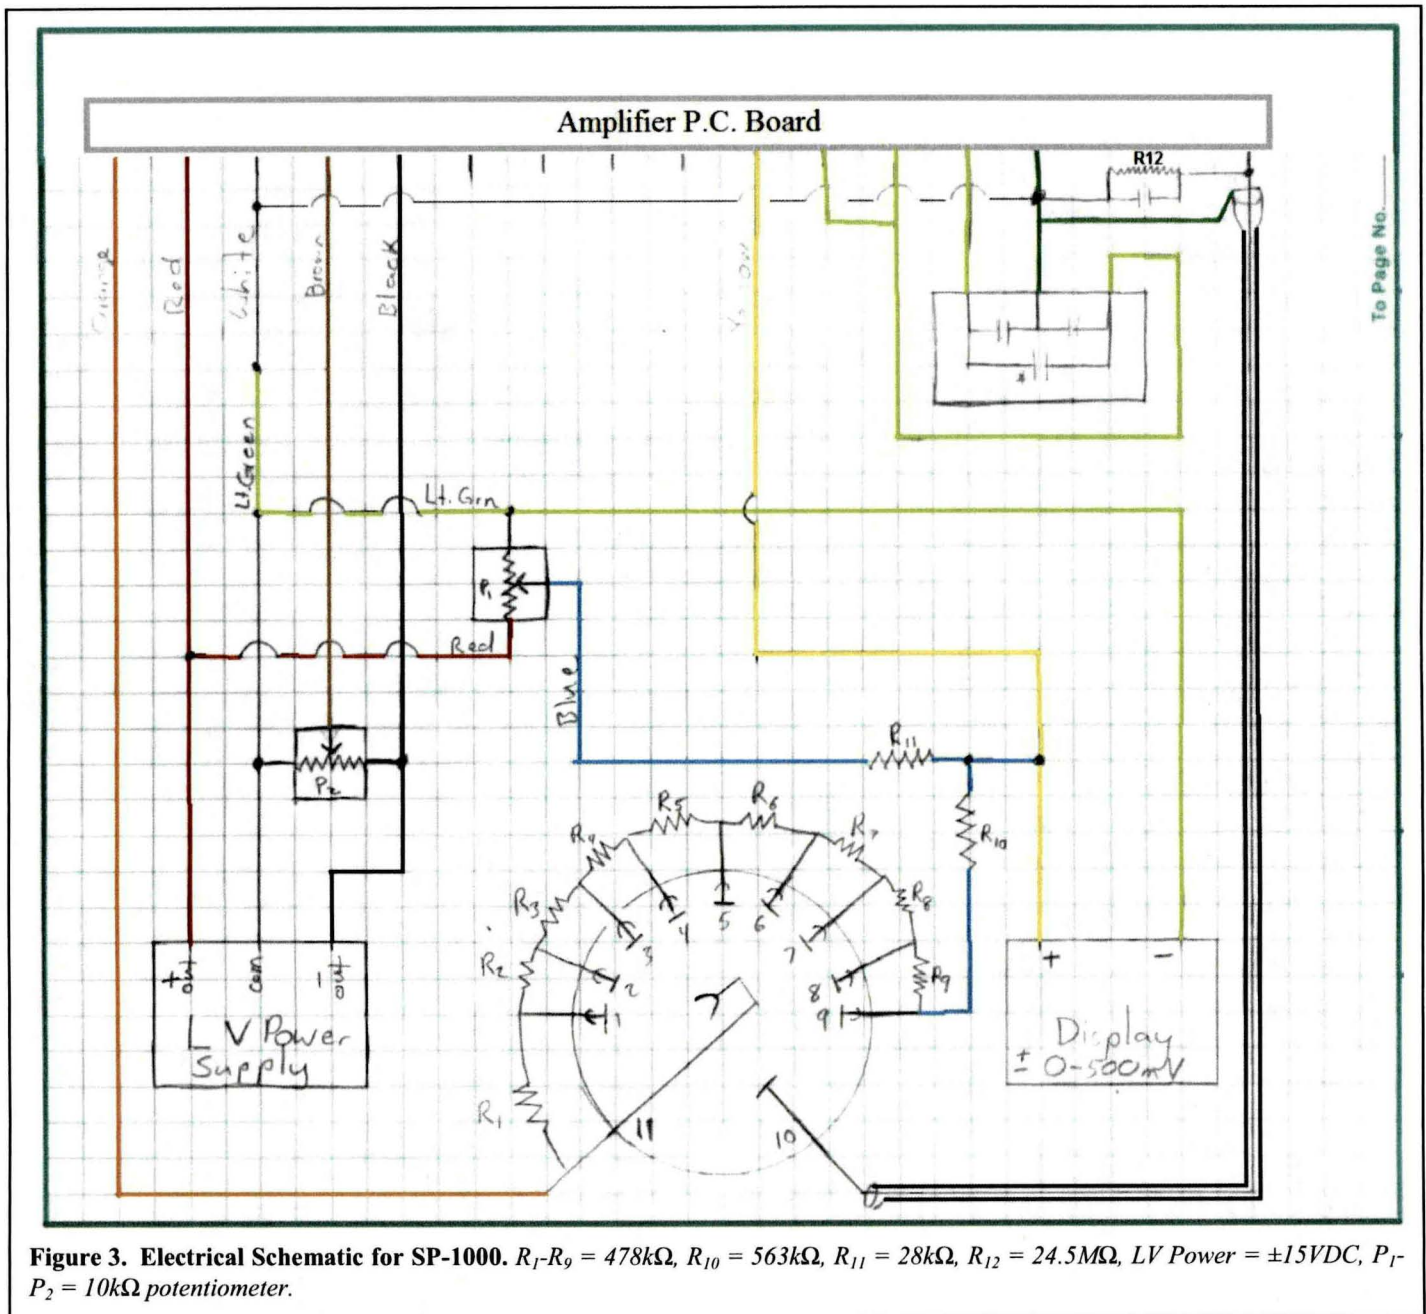 Amplifier P.C. Board
R12
To Page No.
Orange
Red
White
Brown
Black
Yellow
Lt.Green
Lt. Grn
P₁
Red
Blue
P₂
R₁₁
R₁₀
R₅
R₆
R₄
R₇
R₃
R₈
R₂
R₉
R₁
1
2
3
4
5
6
7
8
9
10
11
+ out
com
- out
LV Power
Supply
+
-
Display
± 0-500mV
Figure 3. Electrical Schematic for SP-1000. R₁-R₉ = 478kΩ, R₁₀ = 563kΩ, R₁₁ = 28kΩ, R₁₂ = 24.5MΩ, LV Power = ±15VDC, P₁-
P₂ = 10kΩ potentiometer.